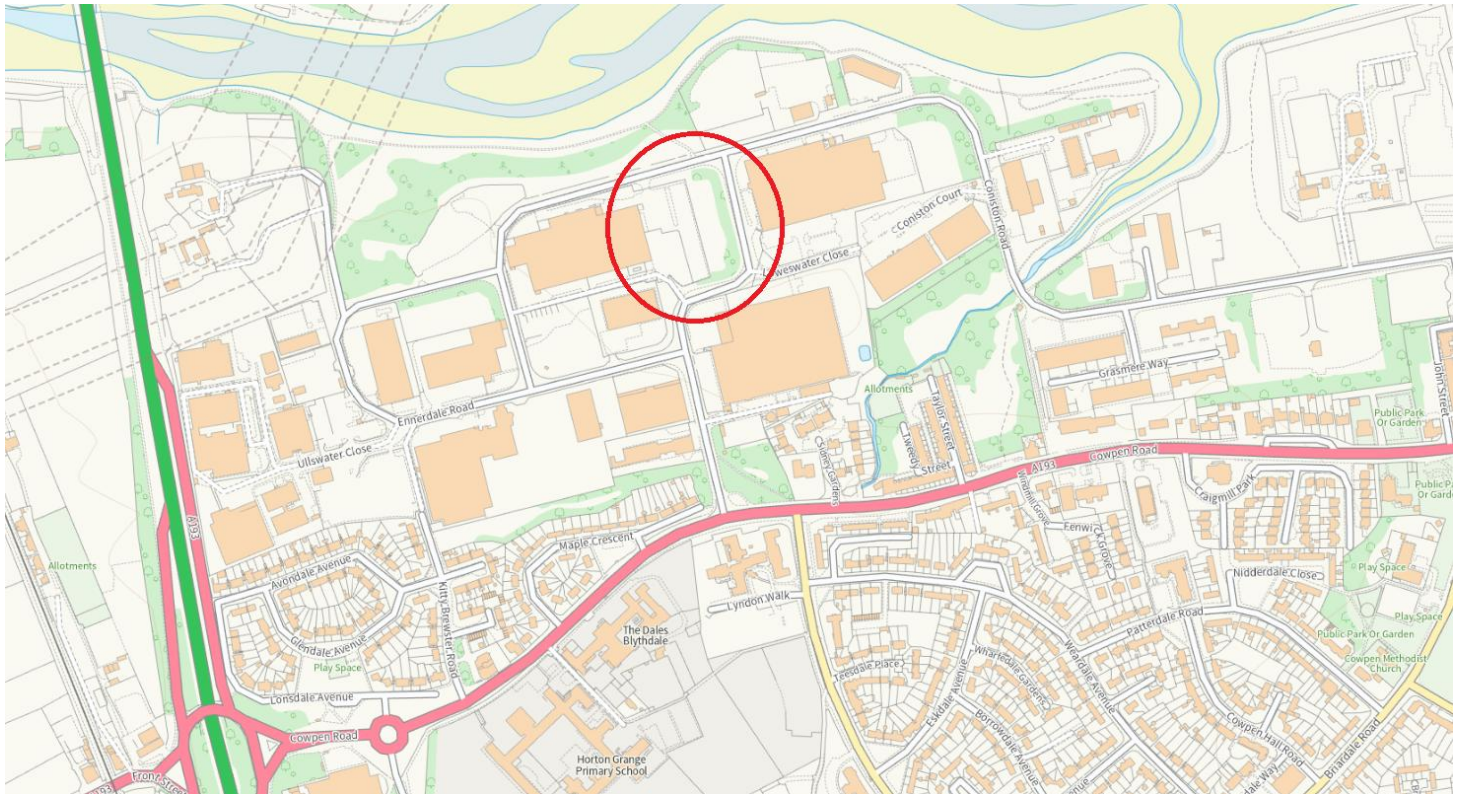 Coniston Court
Coniston Road
Loweswater Close
Grasmere Way
John Street
Allotments
Public Park
Or Garden
Ennerdale Road
Taylor Street
Tweedy
Street
Sidney Gardens
Ullswater Close
A193
Cowpen Road
A193
Craigmill Park
Windmill Grove
Fenwick Grove
Maple Crescent
Allotments
Avondale Avenue
Play Space
Nidderdale Close
Lyndon Walk
Kitty Brewster Road
Glendale Avenue
Play Space
The Dales
Blythdale
Patterdale Road
Play Space
Public Park Or Garden
Cowpen Methodist
Church
Teesdale Place
Wharfedale Gardens
Weardale Avenue
Eskdale Avenue
Lonsdale Avenue
Borrowdale Avenue
Cowpen Hall Road
Briardale Road
Cowpen Road
Horton Grange
Primary School
Front Street
A193